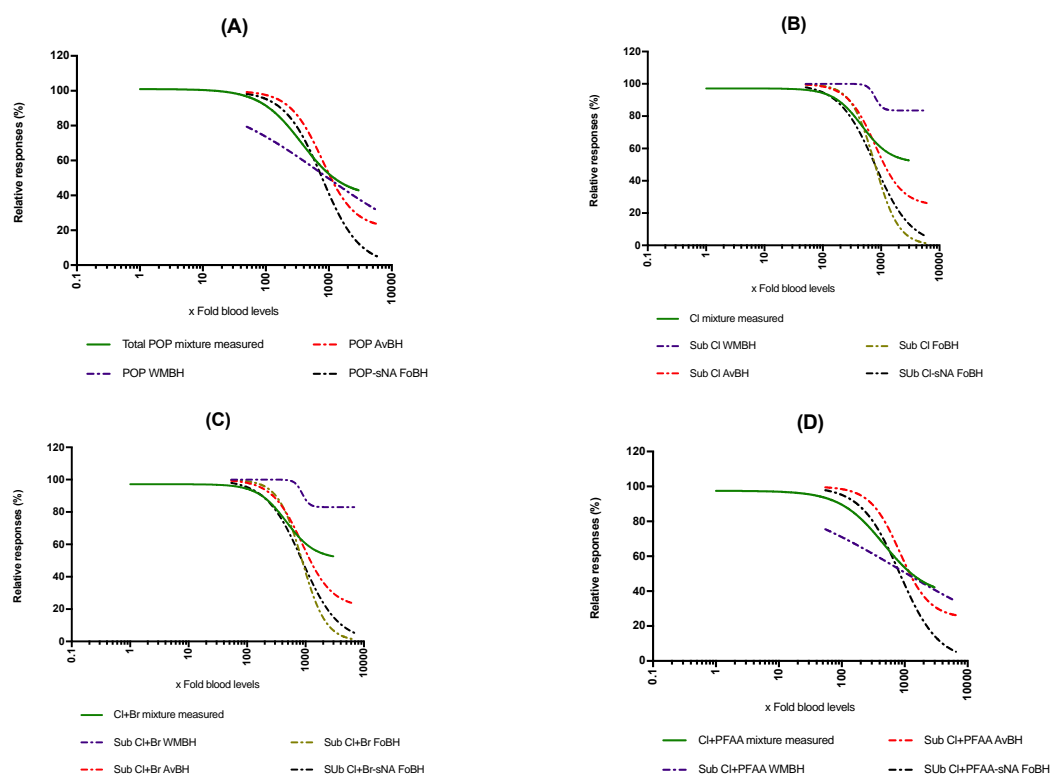 (A)
Relative responses (%)
120
100
80
60
40
20
0
0.1
1
10
100
1000
10000
x Fold blood levels
Total POP mixture measured
POP AvBH
POP WMBH
POP-sNA FoBH
(B)
Relative responses (%)
120
100
80
60
40
20
0
0.1
1
10
100
1000
10000
x Fold blood levels
Cl mixture measured
Sub Cl WMBH
Sub Cl FoBH
Sub Cl AvBH
SUb Cl-sNA FoBH
(C)
Relative responses (%)
120
100
80
60
40
20
0
0.1
1
10
100
1000
10000
x Fold blood levels
Cl+Br mixture measured
Sub Cl+Br WMBH
Sub Cl+Br FoBH
Sub Cl+Br AvBH
SUb Cl+Br-sNA FoBH
(D)
Relative responses (%)
120
100
80
60
40
20
0
0.1
1
10
100
1000
10000
x Fold blood levels
Cl+PFAA mixture measured
Sub Cl+PFAA AvBH
Sub Cl+PFAA WMBH
SUb Cl+PFAA-sNA FoBH